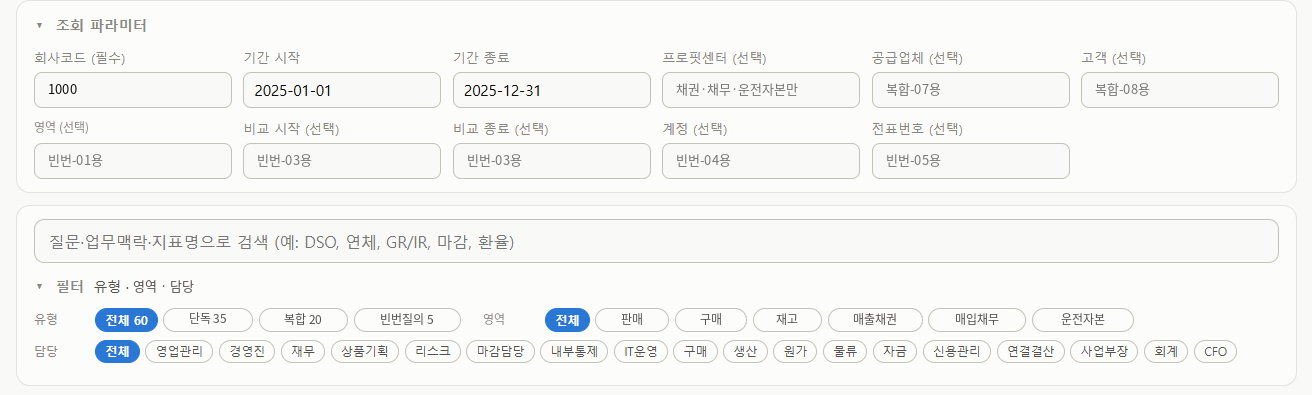 ▼ 조회 파라미터
회사코드 (필수) 기간 시작 기간 종료 프로핏센터 (선택) 공급업체 (선택) 고객 (선택)
1000 2025-01-01 2025-12-31 채권·채무·운전자본만 복합-07용 복합-08용
영역 (선택) 비교 시작 (선택) 비교 종료 (선택) 계정 (선택) 전표번호 (선택)
빈번-01용 빈번-03용 빈번-03용 빈번-04용 빈번-05용
질문·업무맥락·지표명으로 검색 (예: DSO, 연체, GR/IR, 마감, 환율)
▼ 필터 유형 · 영역 · 담당
유형 전체 60 단독 35 복합 20 빈번질의 5 영역 전체 판매 구매 재고 매출채권 매입채무 운전자본
담당 전체 영업관리 경영진 재무 상품기획 리스크 마감담당 내부통제 IT운영 구매 생산 원가 물류 자금 신용관리 연결결산 사업부장 회계 CFO